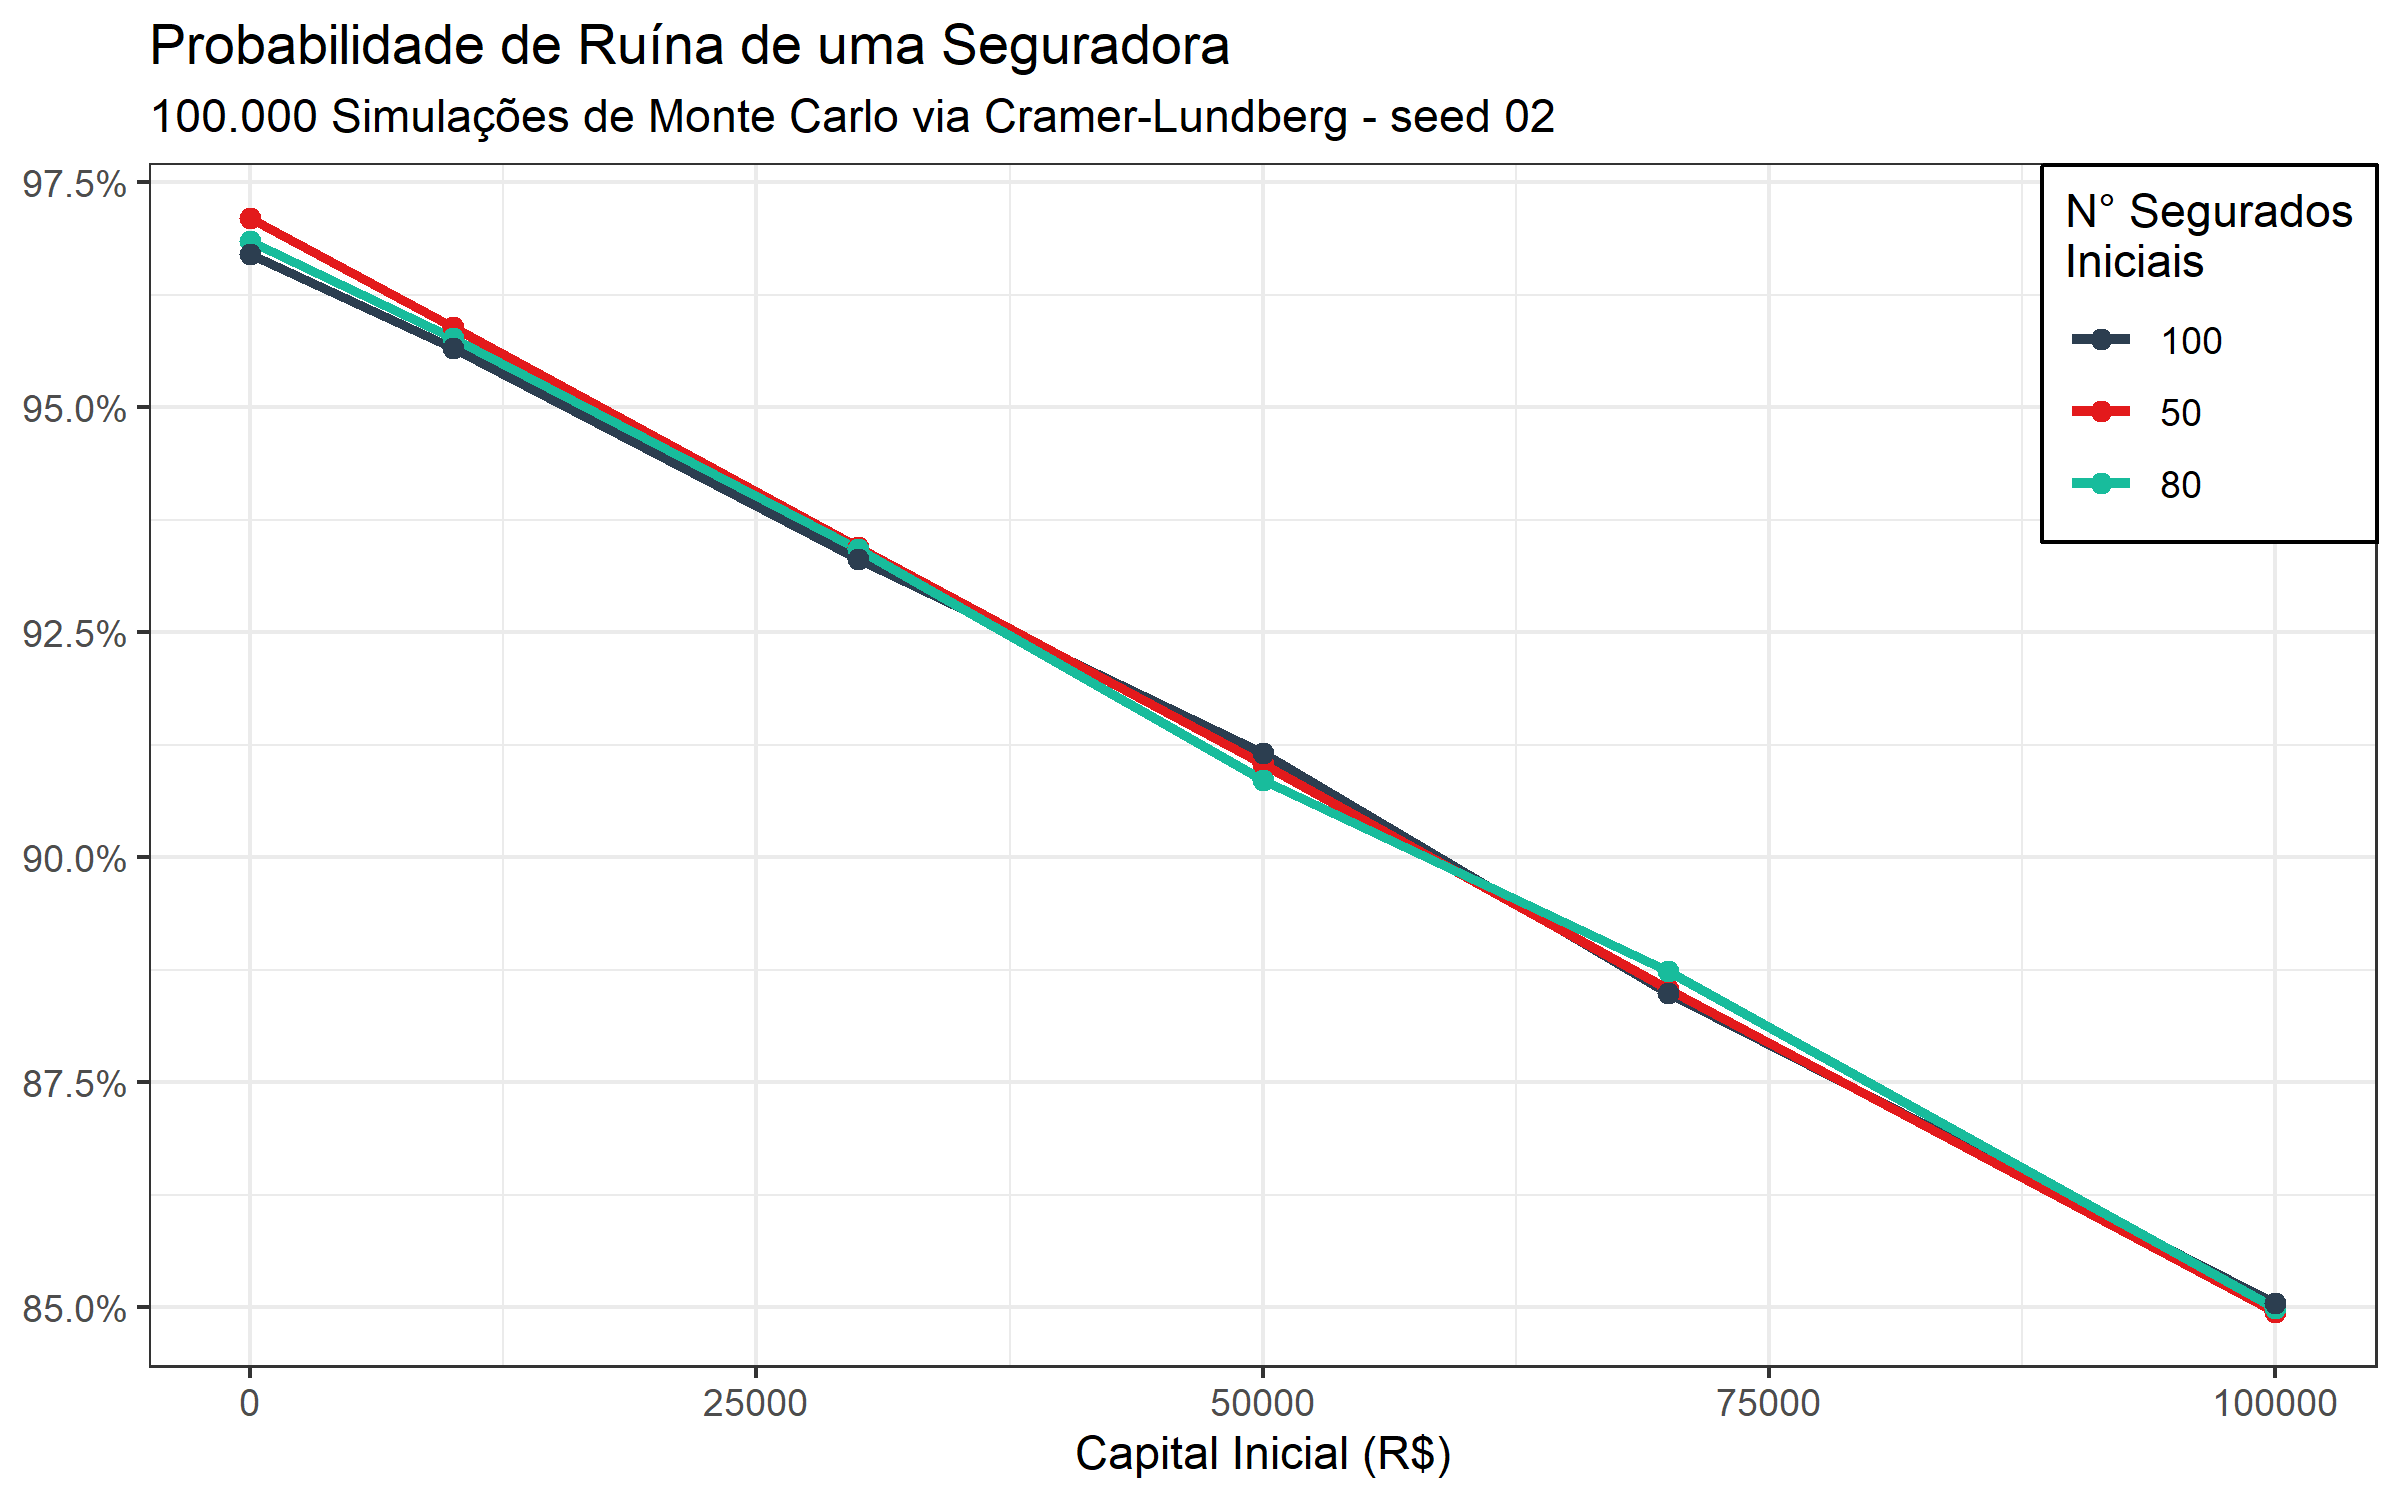 Probabilidade de Ruína de uma Seguradora
100.000 Simulações de Monte Carlo via Cramer-Lundberg - seed 02
97.5%
95.0%
92.5%
90.0%
87.5%
85.0%
N° Segurados
Iniciais
100
50
80
0
25000
50000
75000
100000
Capital Inicial (R$)